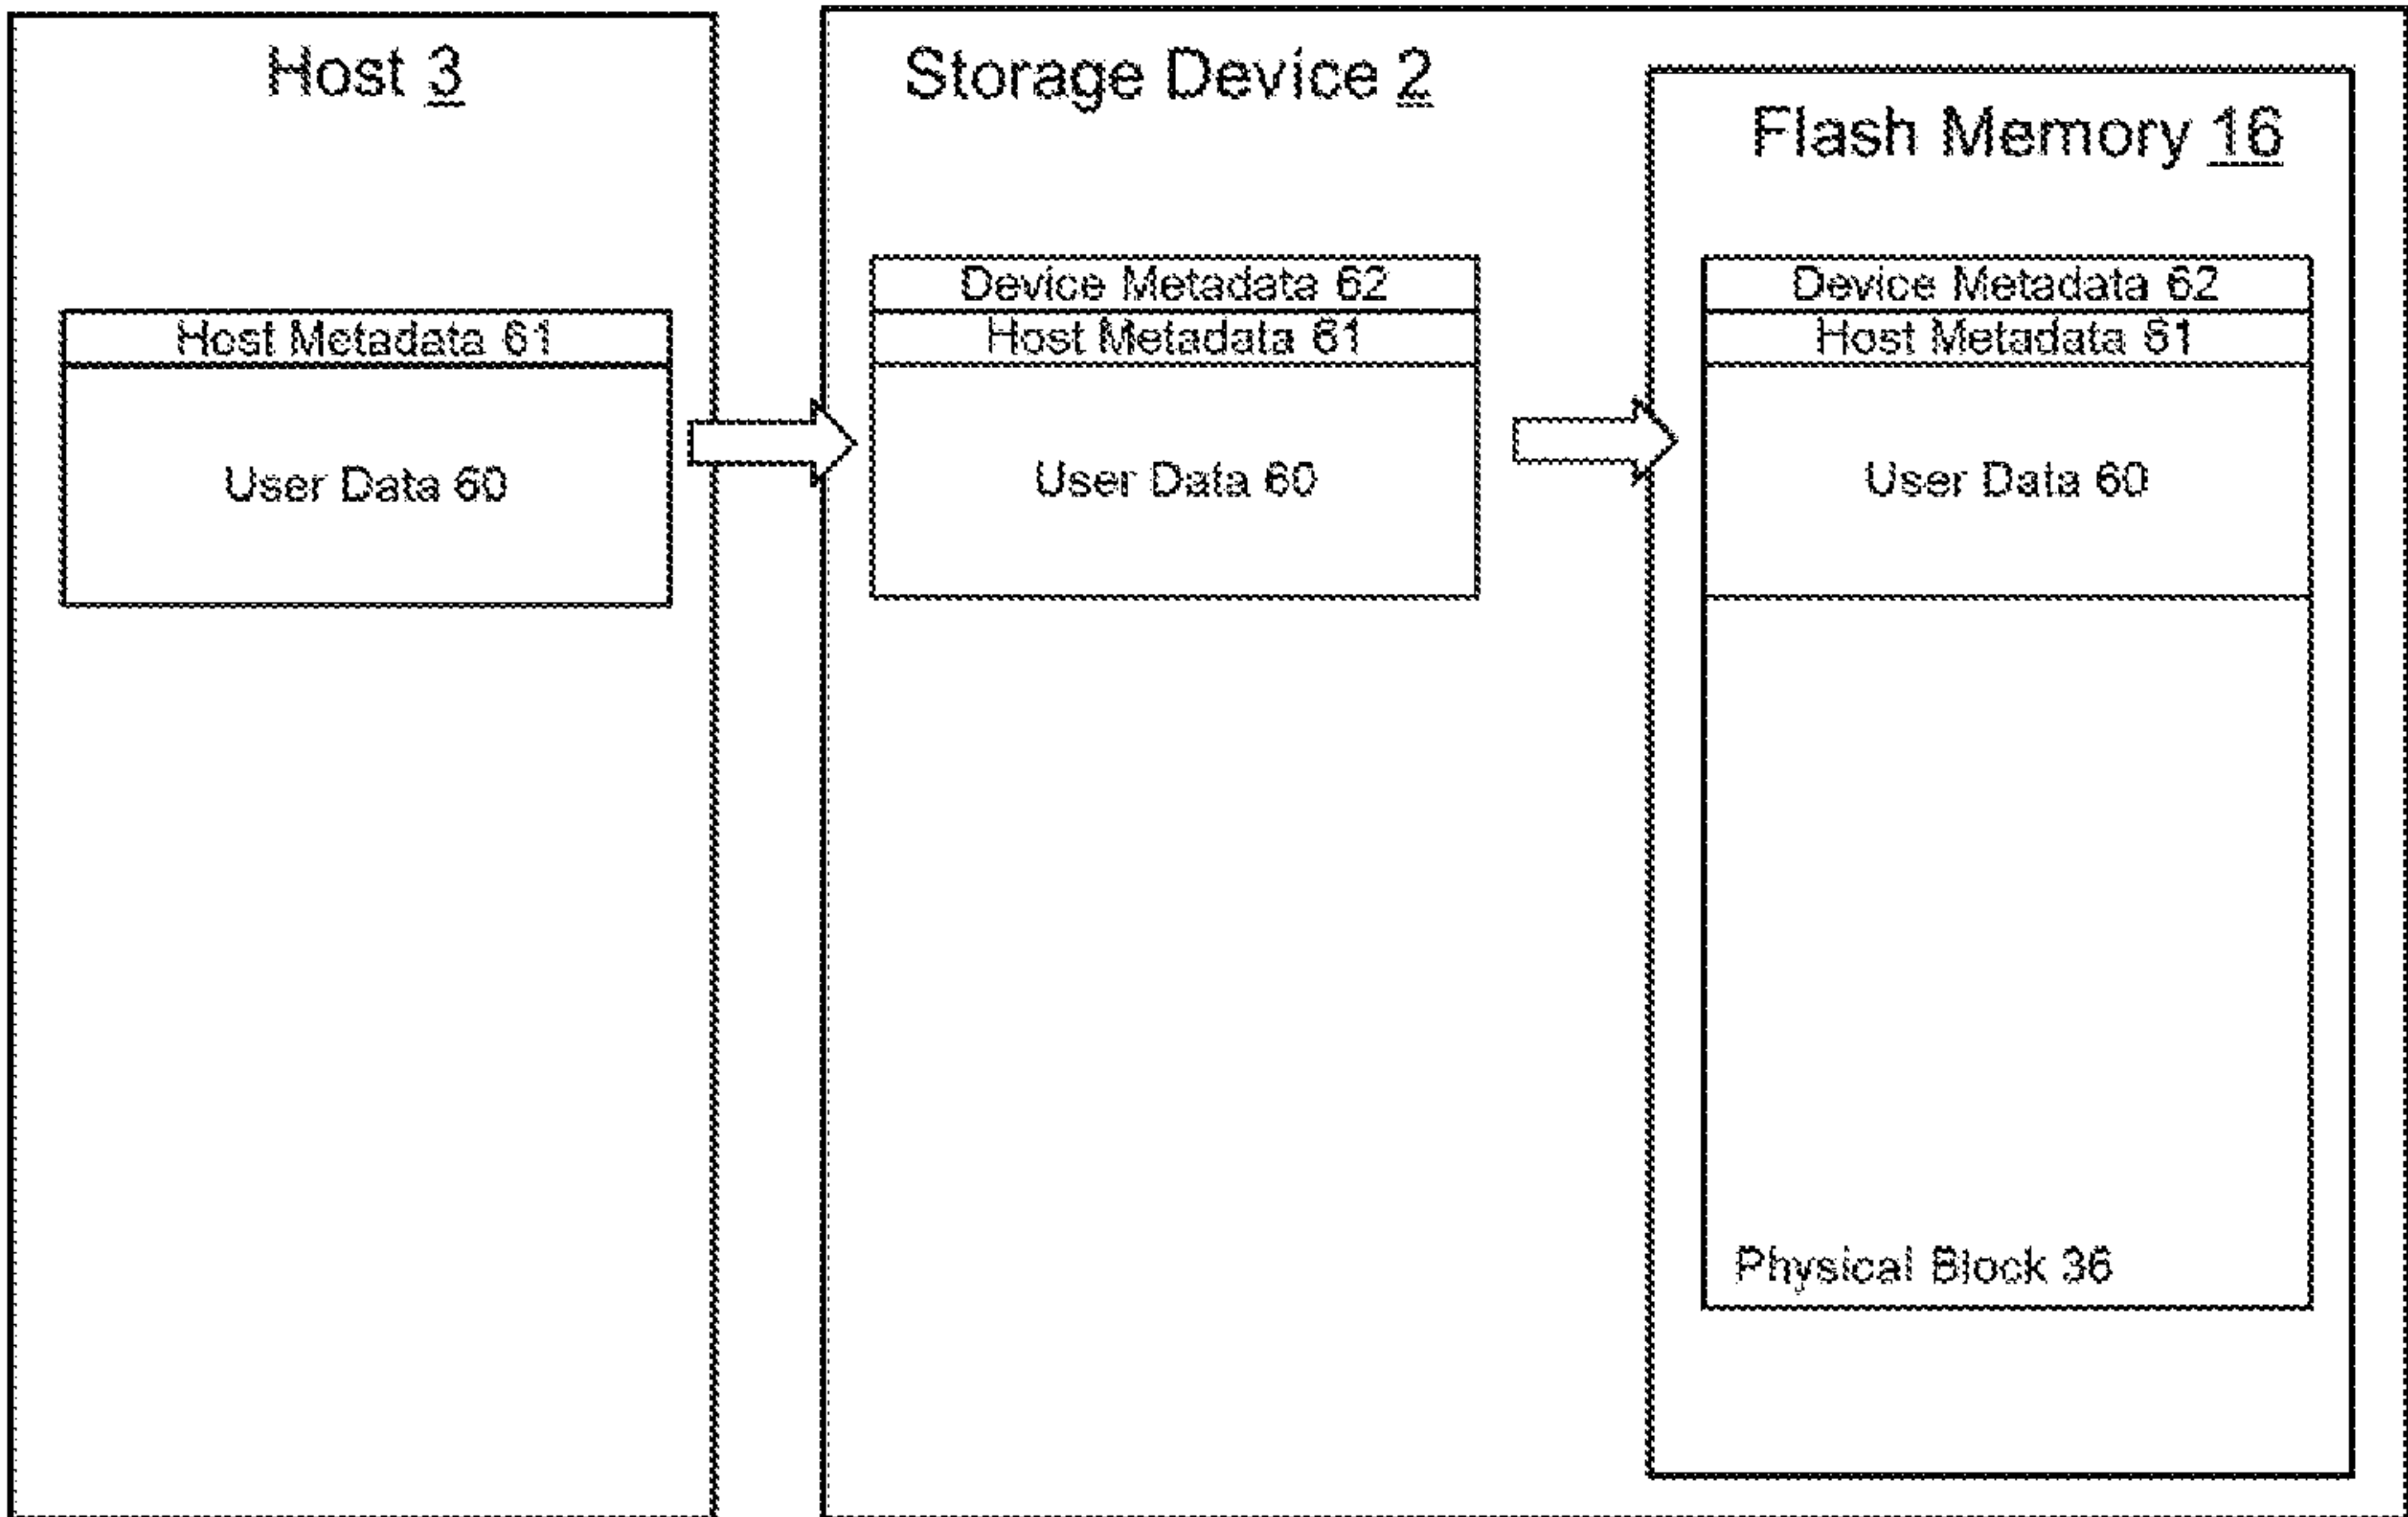 Host 3
Host Metadata 61
User Data 60
Storage Device 2
Device Metadata 62
Host Metadata 61
User Data 60
Flash Memory 16
Device Metadata 62
Host Metadata 61
User Data 60
Physical Block 36